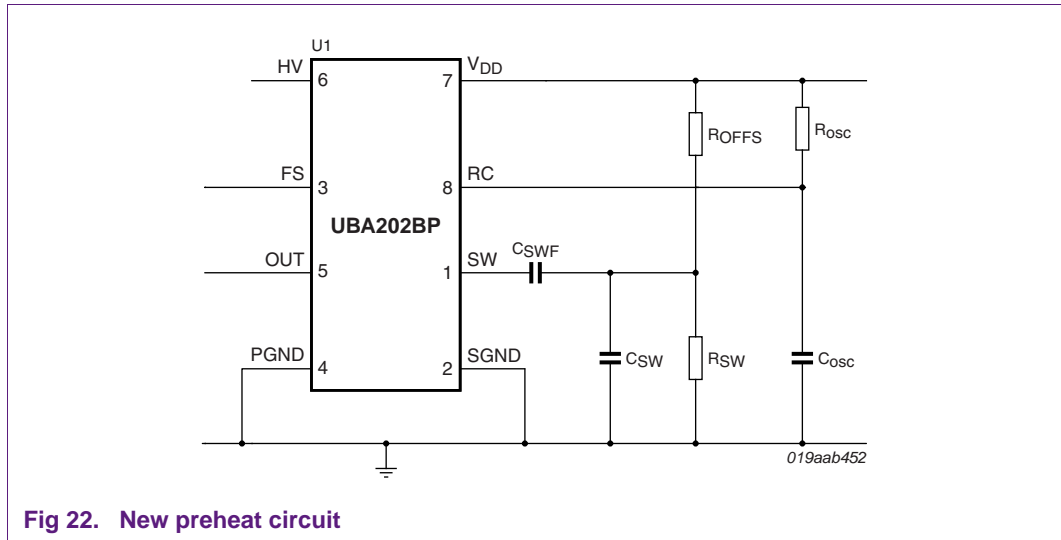 U1
HV
6
7
VDD
ROFFS
Rosc
FS
3
8
RC
UBA202BP
CSWF
OUT
5
1
SW
CSW
RSW
Cosc
PGND
4
2
SGND
019aab452
Fig 22. New preheat circuit